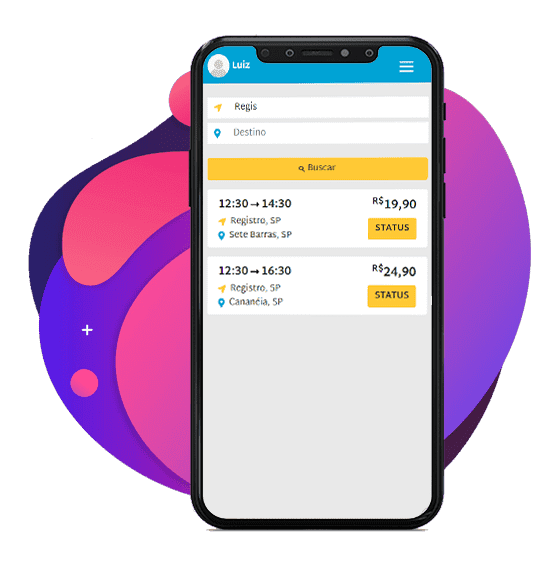 Luiz
Regis
Destino
Buscar
12:30→14:30
R$19,90
Registro, SP
STATUS
Sete Barras, SP
12:30→16:30
R$24,90
Registro, SP
STATUS
Cananéia, SP